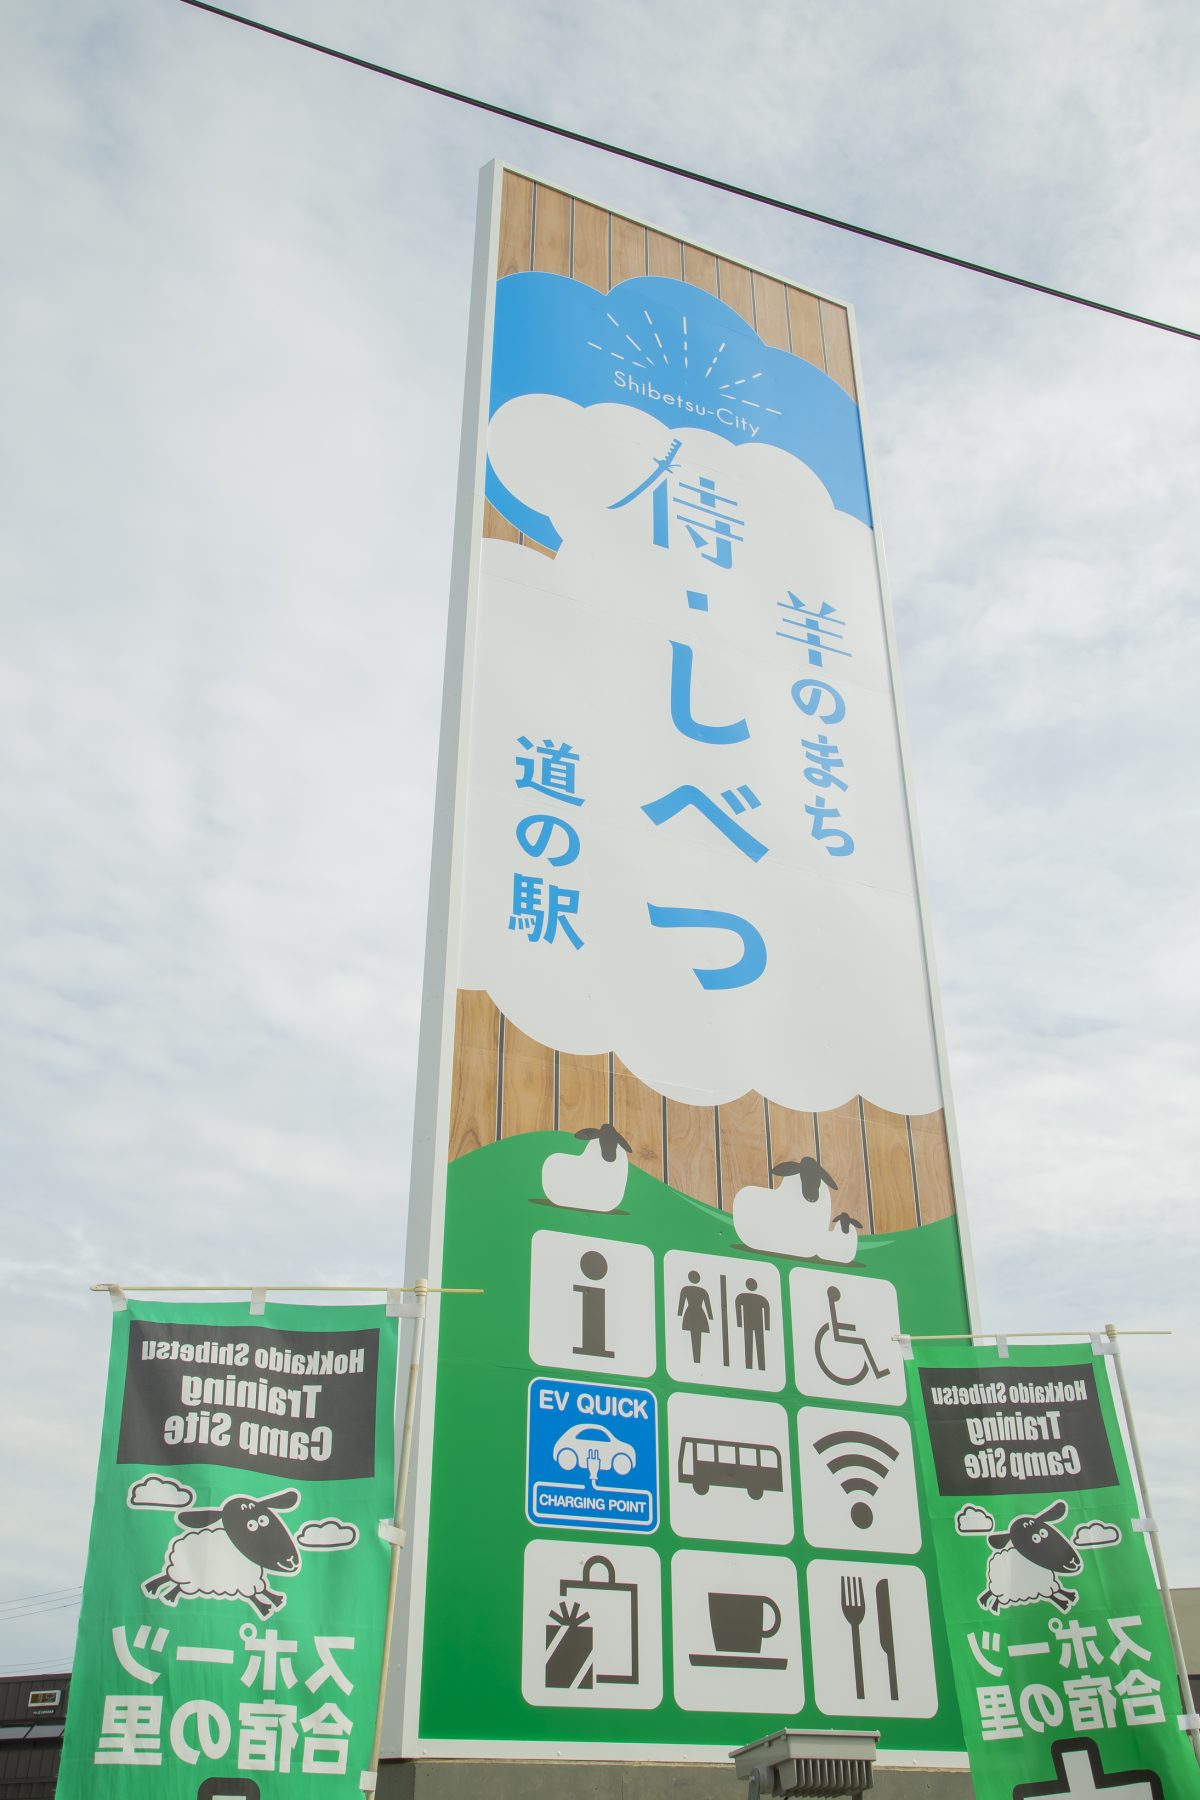 Shibetsu-City
羊のまち
侍・しべつ
道の駅
EV QUICK
CHARGING POINT
Hokkaido Shibetsu
Training
Camp Site
スポーツ
合宿の里
Hokkaido Shibetsu
Training
Camp Site
スポーツ
合宿の里